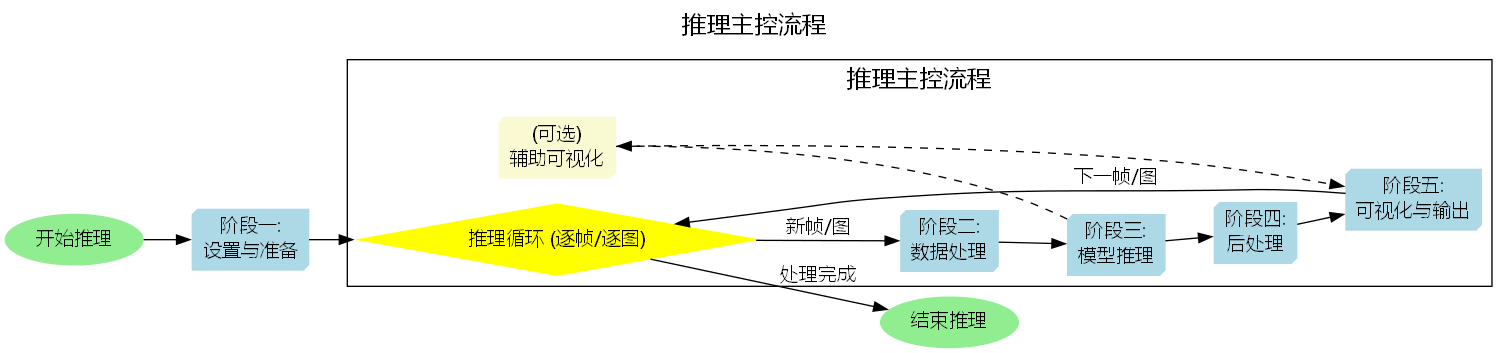 推理主控流程
推理主控流程
(可选)
辅助可视化
下一帧/图
阶段五:
可视化与输出
开始推理
阶段一:
设置与准备
推理循环 (逐帧/逐图)
新帧/图
阶段二:
数据处理
阶段三:
模型推理
阶段四:
后处理
处理完成
结束推理